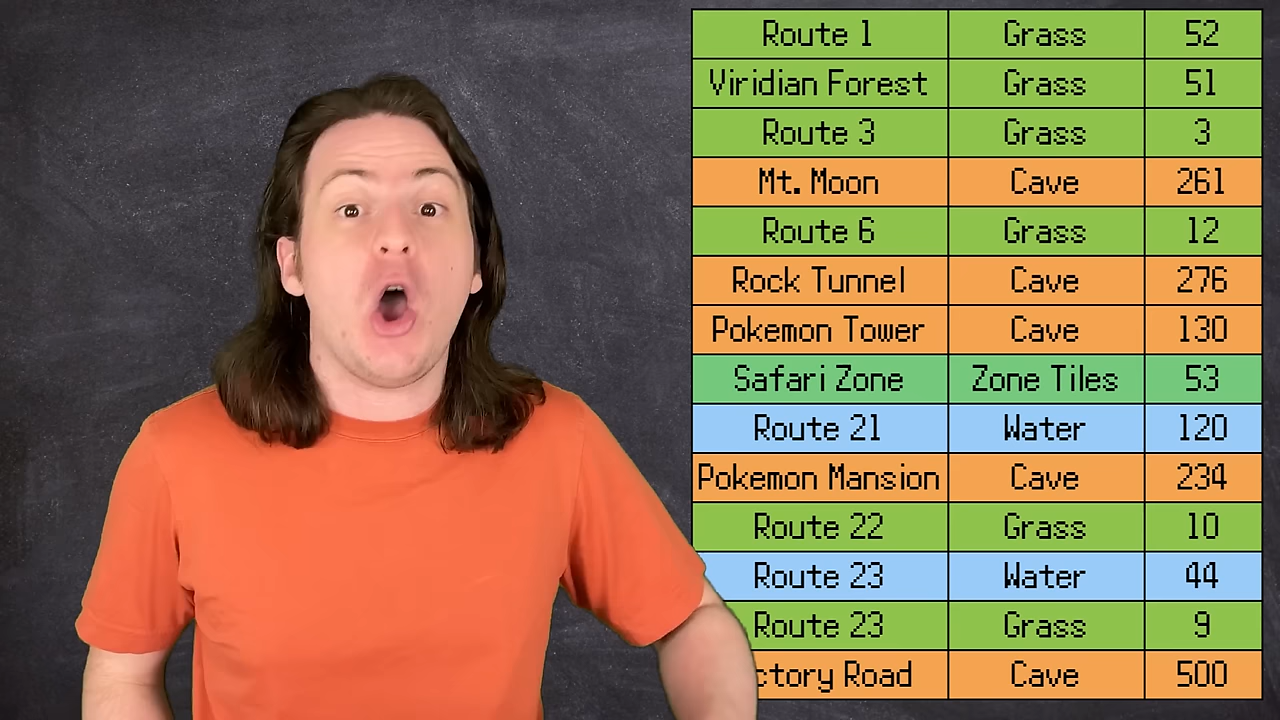 Route 1 Grass 52
Viridian Forest Grass 51
Route 3 Grass 3
Mt. Moon Cave 261
Route 6 Grass 12
Rock Tunnel Cave 276
Pokemon Tower Cave 130
Safari Zone Zone Tiles 53
Route 21 Water 120
Pokemon Mansion Cave 234
Route 22 Grass 10
Route 23 Water 44
Route 23 Grass 9
ctory Road Cave 500